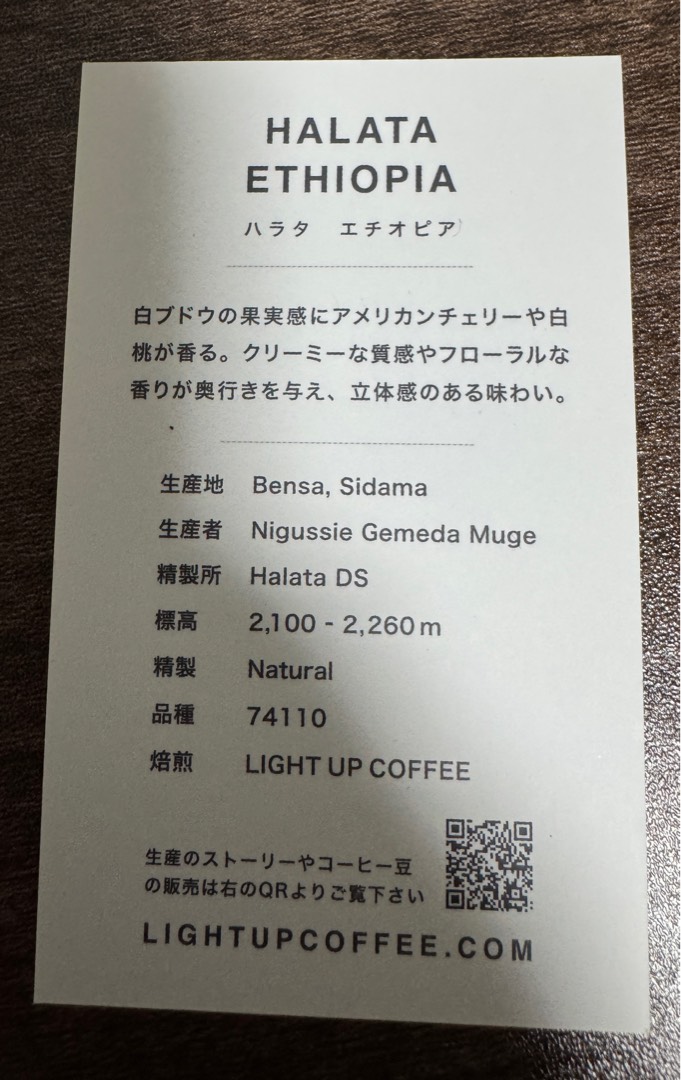 HALATA
ETHIOPIA
ハラタ エチオピア
白ブドウの果実感にアメリカンチェリーや白
桃が香る。クリーミーな質感やフローラルな
香りが奥行きを与え、立体感のある味わい。
生産地 Bensa, Sidama
生産者 Nigussie Gemeda Muge
精製所 Halata DS
標高 2,100 - 2,260m
精製 Natural
品種 74110
焙煎 LIGHT UP COFFEE
生産のストーリーやコーヒー豆
の販売は右のQRよりご覧下さい
LIGHTUPCOFFEE.COM